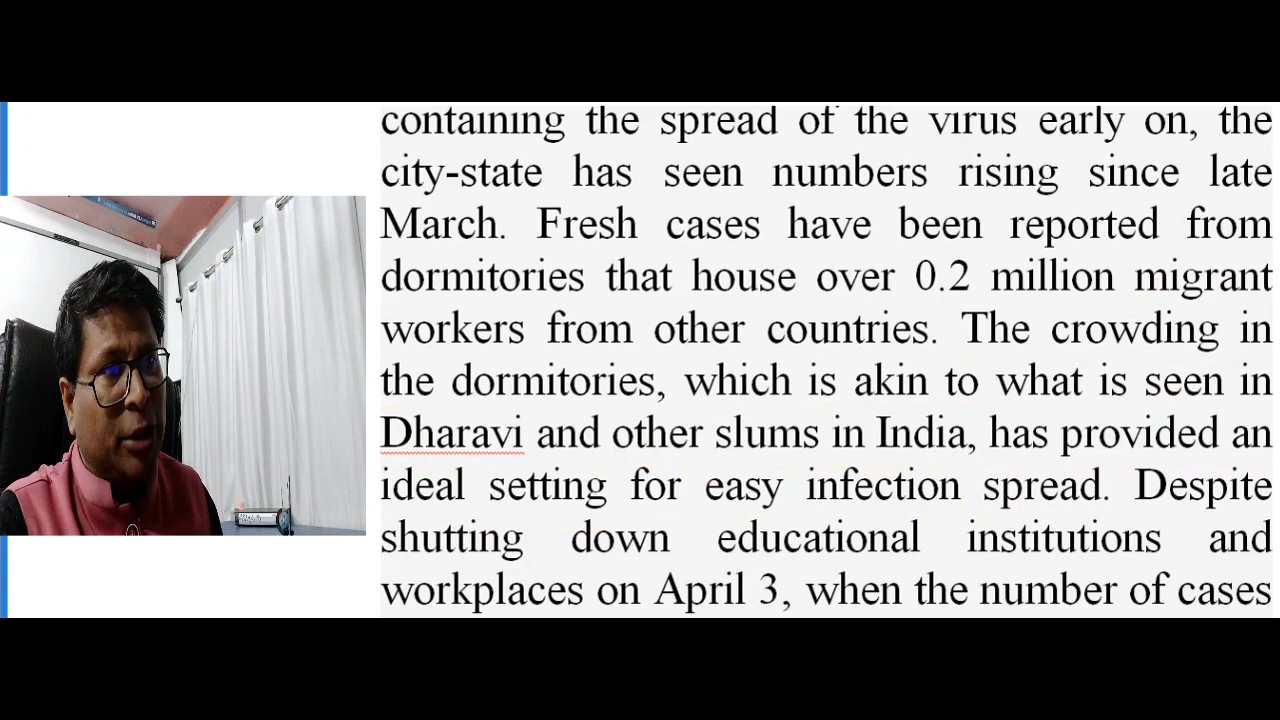 containing the spread of the virus early on, the
city-state has seen numbers rising since late
March. Fresh cases have been reported from
dormitories that house over 0.2 million migrant
workers from other countries. The crowding in
the dormitories, which is akin to what is seen in
Dharavi and other slums in India, has provided an
ideal setting for easy infection spread. Despite
shutting down educational institutions and
workplaces on April 3, when the number of cases